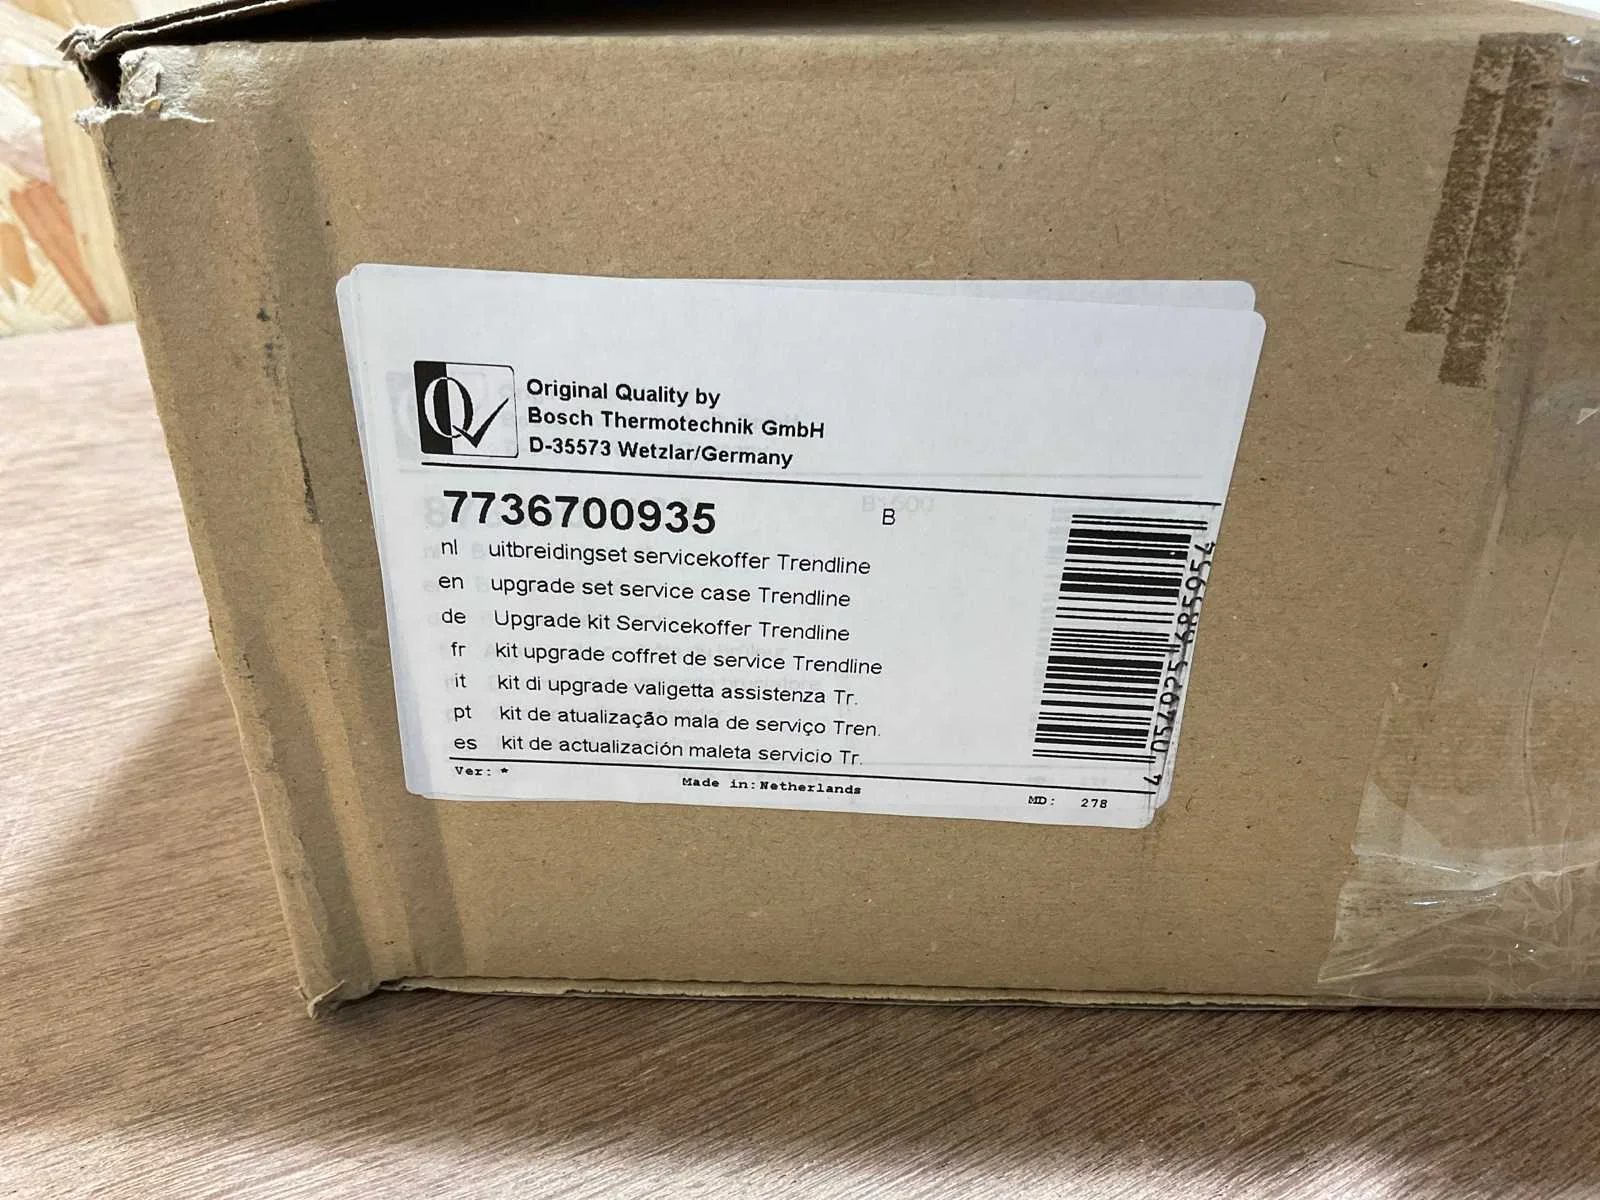 Q
Original Quality by
Bosch Thermotechnik GmbH
D-35573 Wetzlar/Germany
7736700935 B
nl uitbreidingset servicekoffer Trendline
en upgrade set service case Trendline
de Upgrade kit Servicekoffer Trendline
fr kit upgrade coffret de service Trendline
it kit di upgrade valigetta assistenza Tr.
pt kit de atualização mala de serviço Tren.
es kit de actualización maleta servicio Tr.
Ver: *
Made in: Netherlands
MD: 278
4 054925 685954